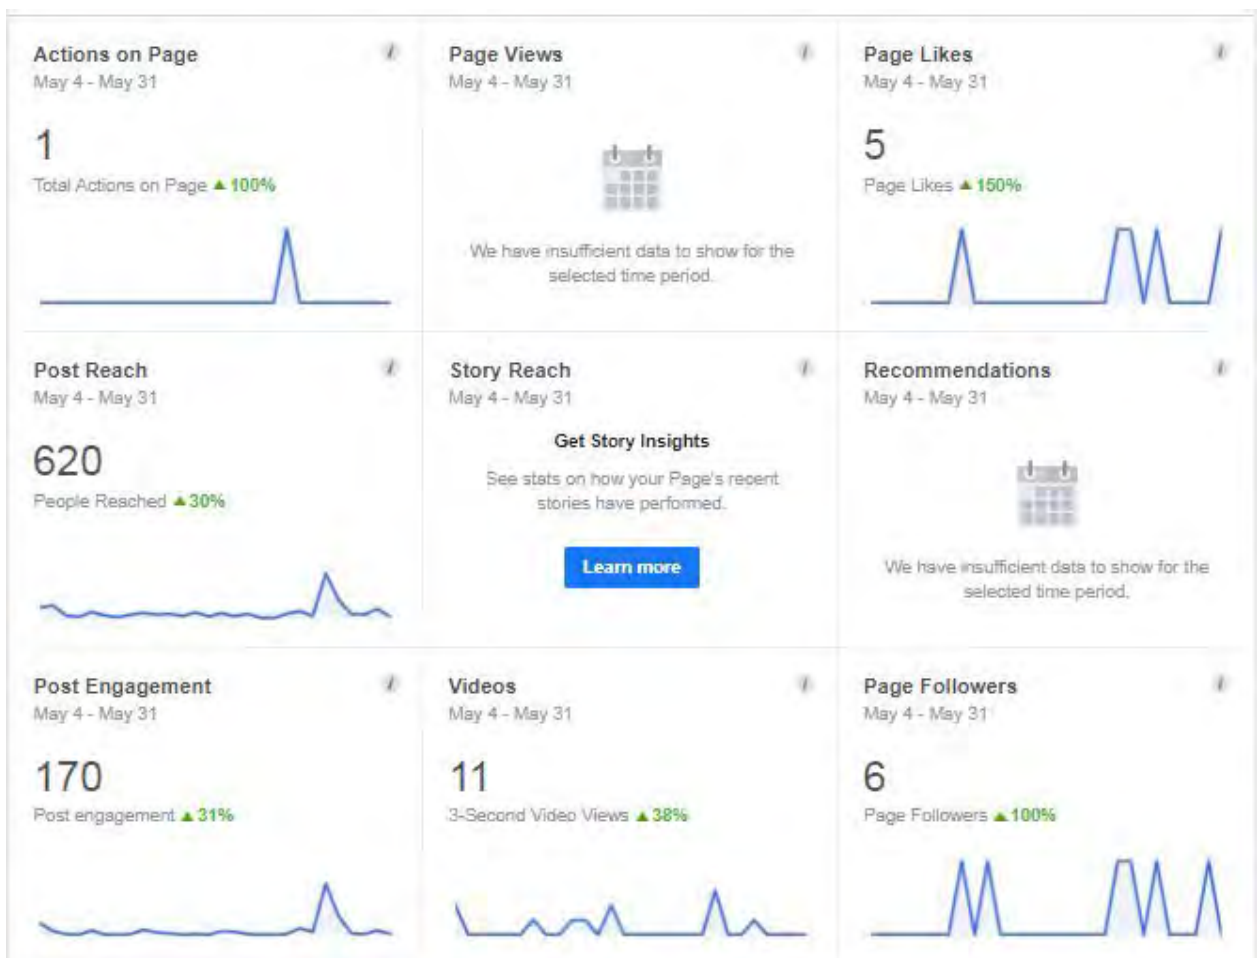 Actions on Page
May 4 - May 31
1
Total Actions on Page ▲ 100%
Page Views
May 4 - May 31
We have insufficient data to show for the
selected time period.
Page Likes
May 4 - May 31
5
Page Likes ▲ 150%
Post Reach
May 4 - May 31
620
People Reached ▲ 30%
Story Reach
May 4 - May 31
Get Story Insights
See stats on how your Page's recent
stories have performed.
Learn more
Recommendations
May 4 - May 31
We have insufficient data to show for the
selected time period.
Post Engagement
May 4 - May 31
170
Post engagement ▲ 31%
Videos
May 4 - May 31
11
3-Second Video Views ▲ 38%
Page Followers
May 4 - May 31
6
Page Followers ▲ 100%